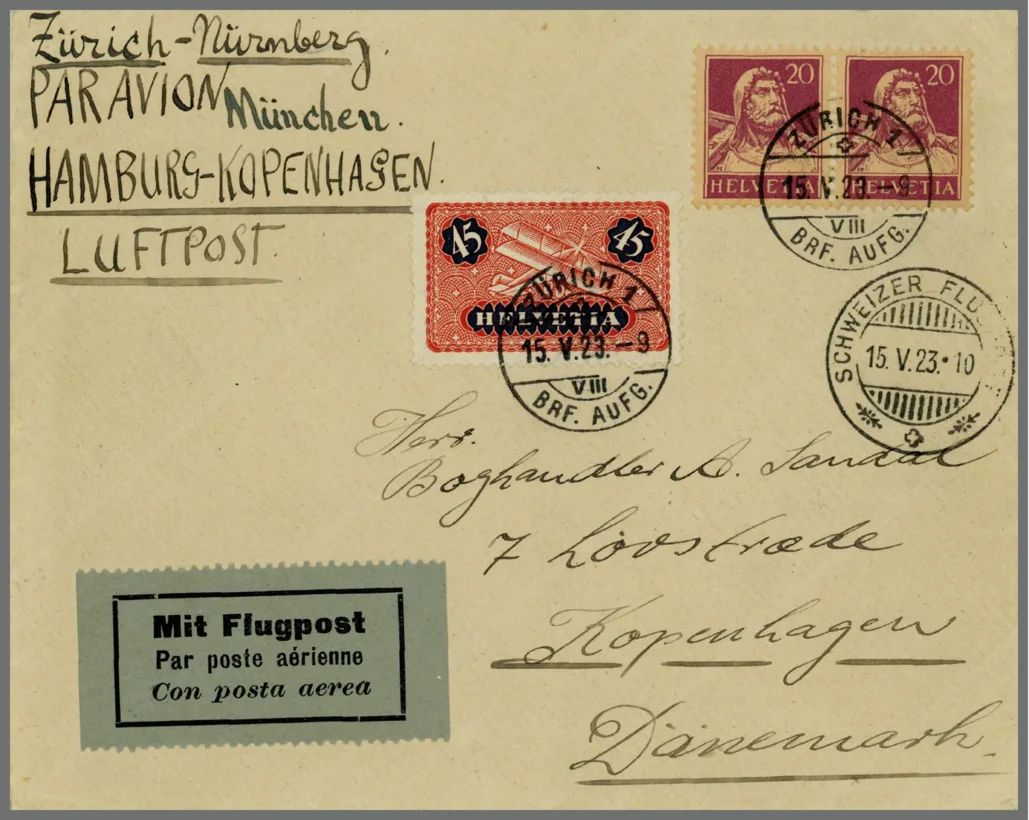 Zürich-Nürnberg.
PAR AVION München.
HAMBURG-KOPENHAGEN.
LUFTPOST.
20 20
HELVETIA HELVETIA
ZÜRICH 1
15. V. 23. – 9
VIII
BRF. AUFG.
45 45
HELVETIA
ZÜRICH 1
15. V. 23. – 9
VIII
BRF. AUFG.
SCHWEIZER
15. V. 23 • 10
Herr.
Boghandler A. Sandal
7 Lövstræde
Kopenhagen
Dänemark.
Mit Flugpost
Par poste aérienne
Con posta aerea